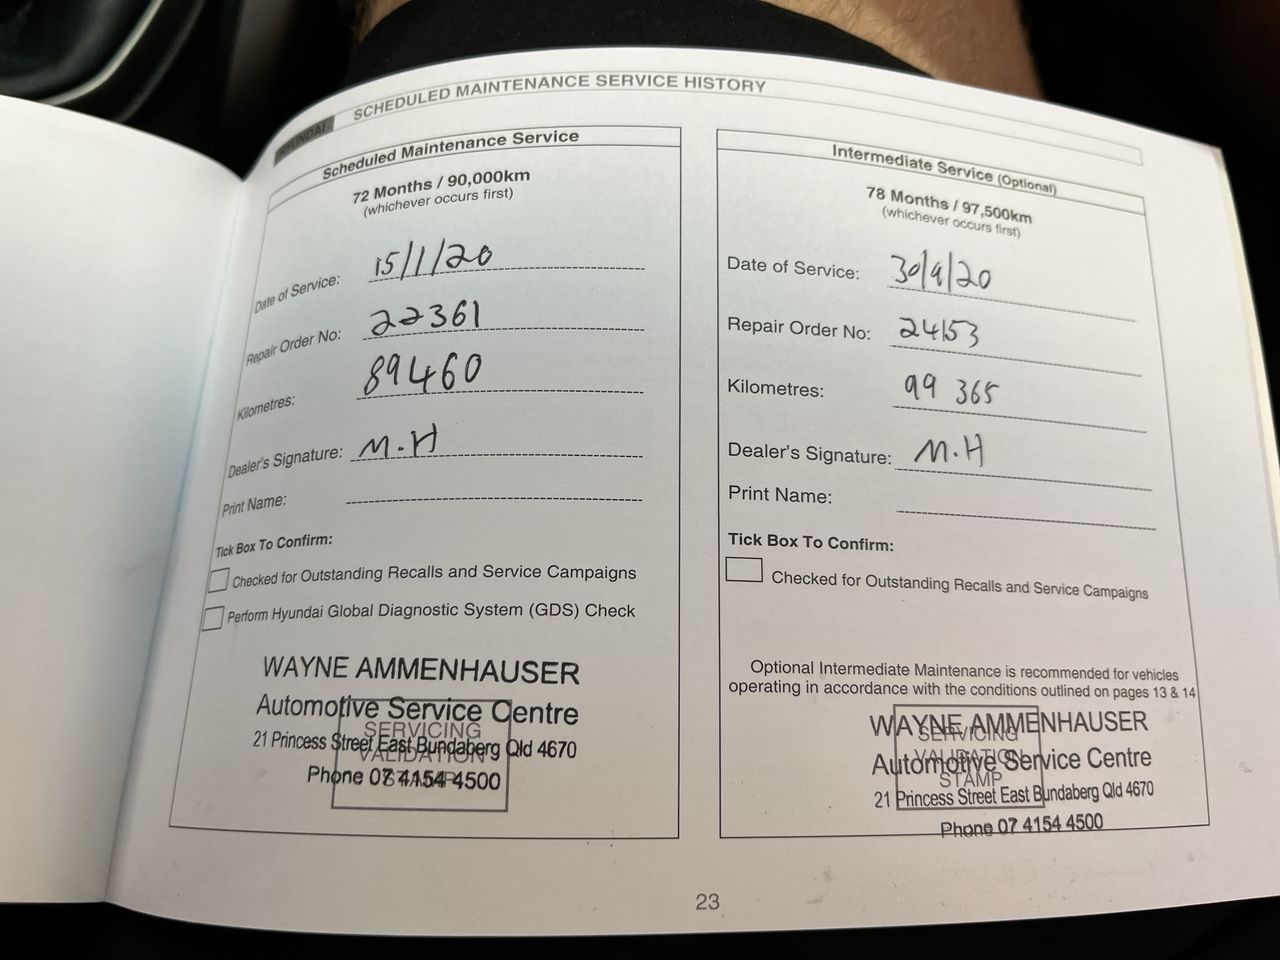 HYUNDAI
SCHEDULED MAINTENANCE SERVICE HISTORY
Scheduled Maintenance Service
72 Months / 90,000km
(whichever occurs first)
Date of Service: 15/1/20
Repair Order No: 22361
Kilometres: 89460
Dealer's Signature: M.H
Print Name:
Tick Box To Confirm:
Checked for Outstanding Recalls and Service Campaigns
Perform Hyundai Global Diagnostic System (GDS) Check
SERVICING
VALIDATION
STAMP
WAYNE AMMENHAUSER
Automotive Service Centre
21 Princess Street East Bundaberg Qld 4670
Phone 07 4154 4500
Intermediate Service (Optional)
78 Months / 97,500km
(whichever occurs first)
Date of Service: 30/9/20
Repair Order No: 24153
Kilometres: 99 365
Dealer's Signature: M.H
Print Name:
Tick Box To Confirm:
Checked for Outstanding Recalls and Service Campaigns
Optional Intermediate Maintenance is recommended for vehicles
operating in accordance with the conditions outlined on pages 13 & 14
SERVICING
VALIDATION
STAMP
WAYNE AMMENHAUSER
Automotive Service Centre
21 Princess Street East Bundaberg Qld 4670
Phone 07 4154 4500
23